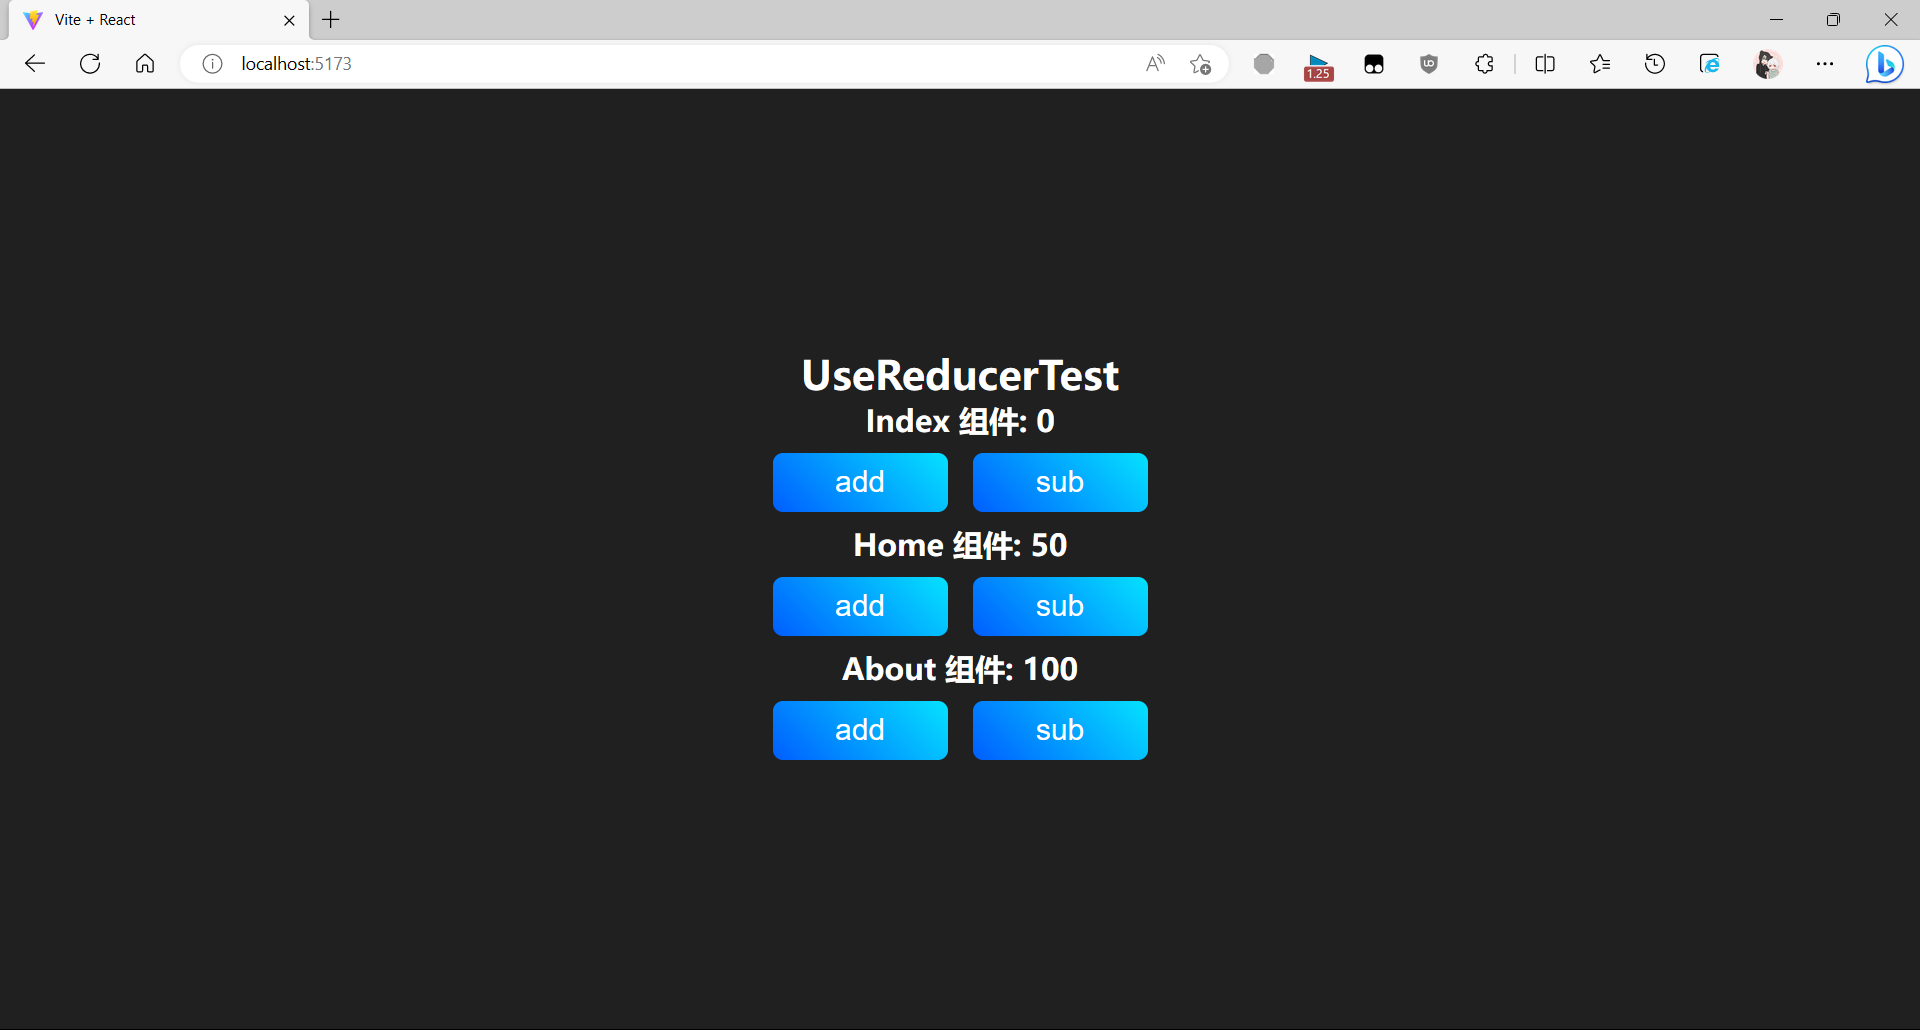 Vite + React
localhost:5173
1.25
UseReducerTest
Index 组件: 0
add sub
Home 组件: 50
add sub
About 组件: 100
add sub